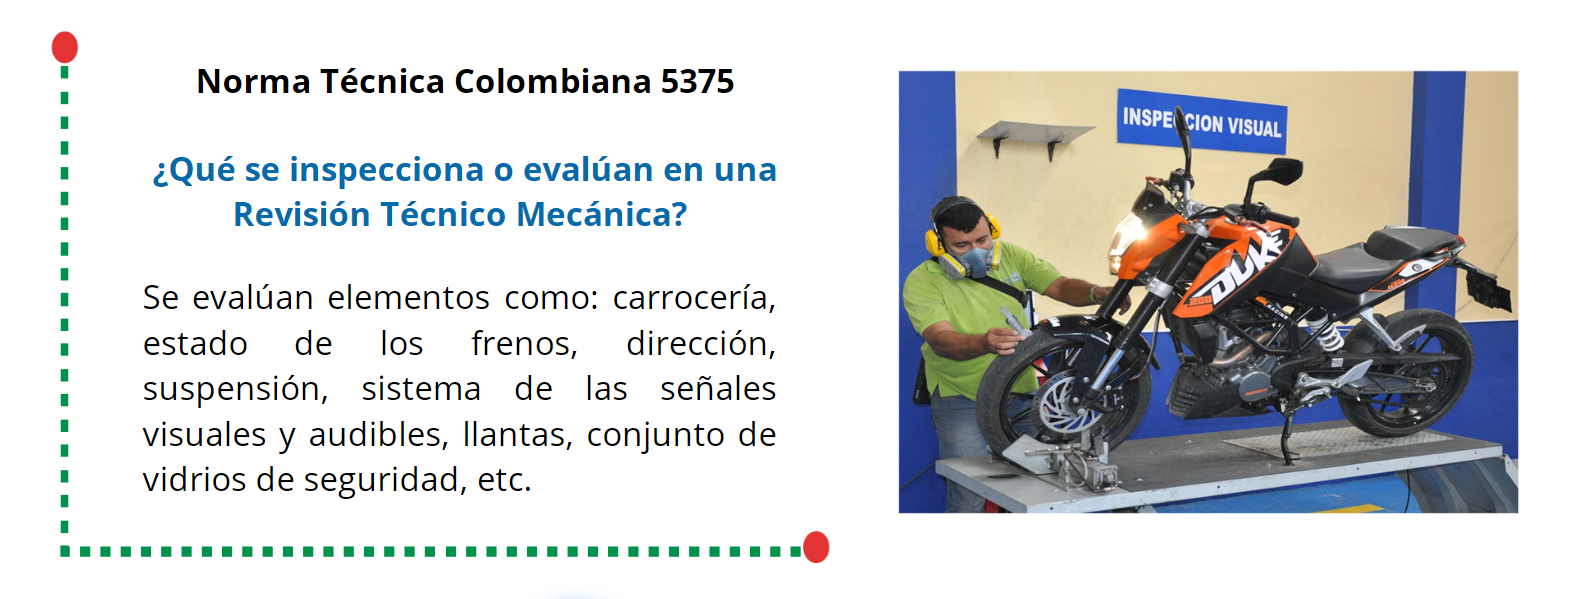 Norma Técnica Colombiana 5375
¿Qué se inspecciona o evalúan en una
Revisión Técnico Mecánica?
Se evalúan elementos como: carrocería,
estado de los frenos, dirección,
suspensión, sistema de las señales
visuales y audibles, llantas, conjunto de
vidrios de seguridad, etc.
INSPECCION VISUAL
DUKE
200
RACING